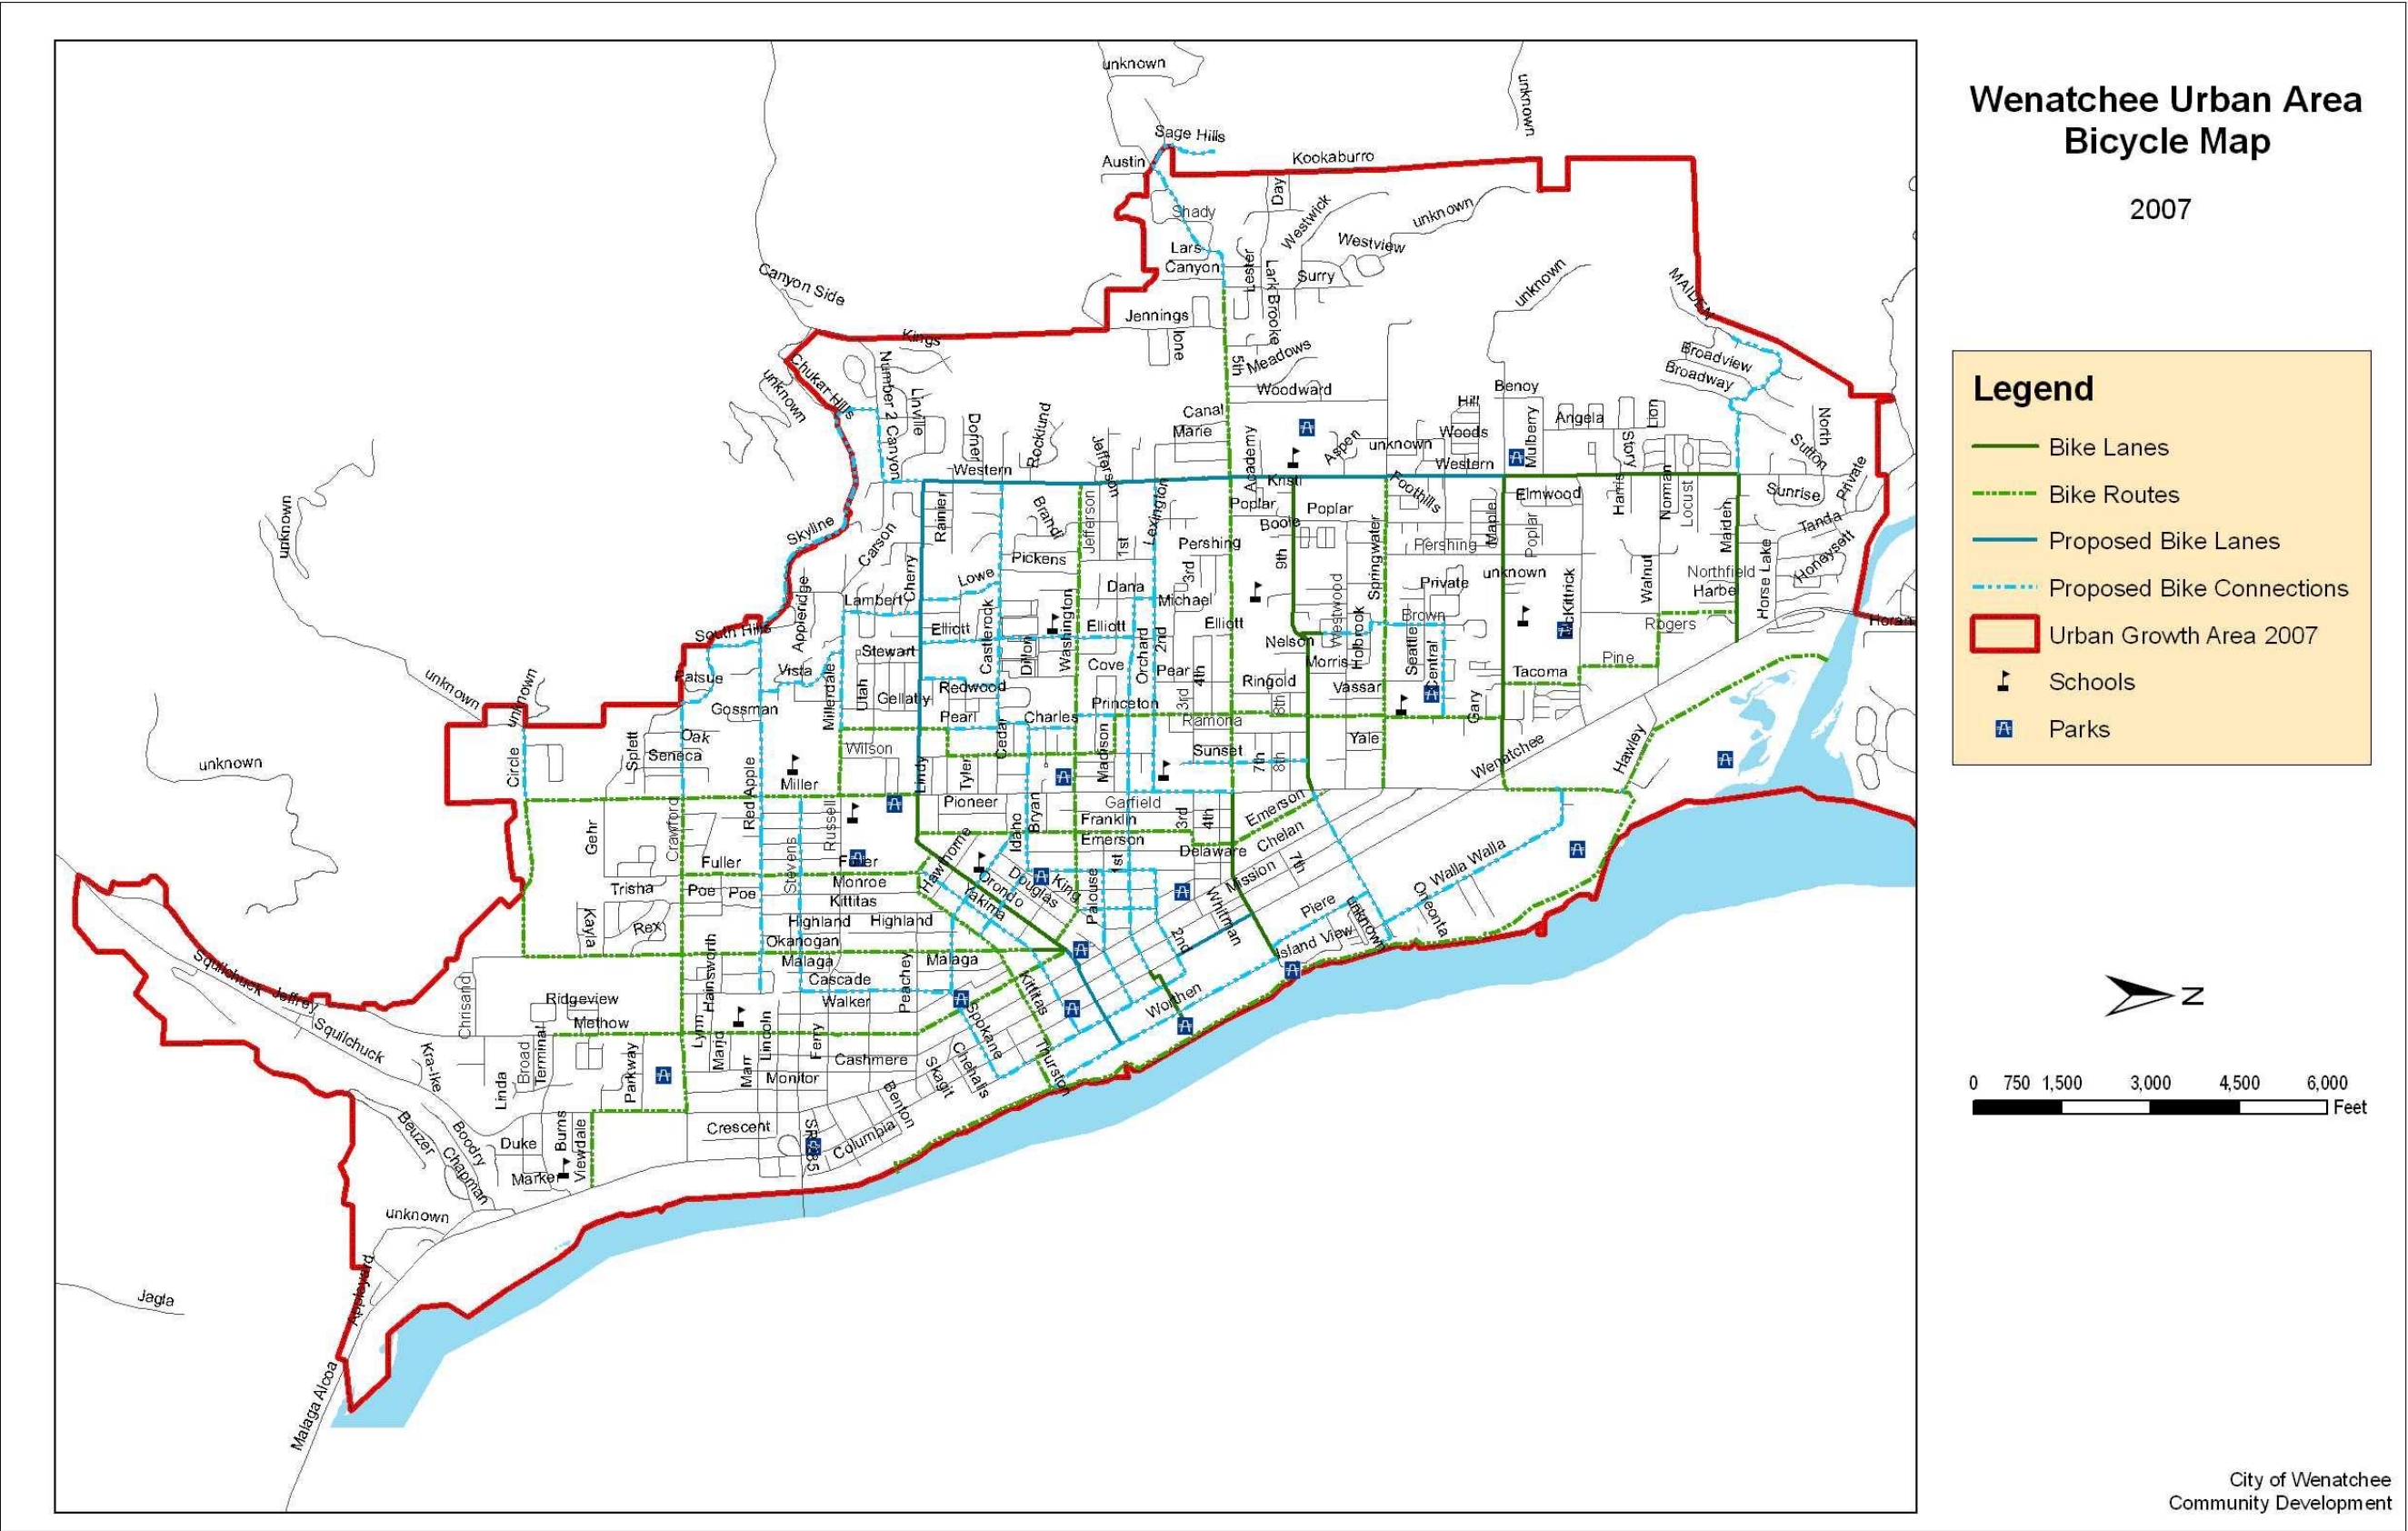 Wenatchee Urban Area
Bicycle Map
2007
Legend
Bike Lanes
Bike Routes
Proposed Bike Lanes
Proposed Bike Connections
Urban Growth Area 2007
Schools
Parks
N
0 750 1,500 3,000 4,500 6,000
Feet
City of Wenatchee
Community Development
unknown
unknown
Sage Hills
Austin
Kookaburro
Day
Shady
Westwick
unknown
Lars
Westview
Canyon
Lester
Lark Brooke
Surry
unknown
Canyon Side
MAIDEN
Jennings
Ione
Kings
5th
Meadows
Broadview
Broadway
Chukar Hills
unknown
Number 2 Canyon
Linville
Woodward
Benoy
Hill
Canal
Marie
Dorner
Rocklund
Jefferson
Academy
Aspen
unknown
Woods
Mulberry
Angela
Lion
Story
North
Sutton
Western
Western
Kristi
Foothills
Elmwood
Harris
Norman
Locust
Sunrise
Private
unknown
Rainier
Brandi
Jefferson
Lexington
Poplar
Poplar
Boole
Maple
Poplar
Maiden
Tanda
Skyline
Carson
Pickens
1st
Pershing
9th
Springwater
Pershing
Honeysett
Cherry
Lowe
Dana
3rd
Private
unknown
McKittrick
Walnut
Northfield
Harbel
Horse Lake
Appleridge
Lambert
Castlerock
Washington
Michael
Westwood
Brown
Rogers
Horan
South Hills
Elliott
Elliott
Elliott
2nd
Nelson
Holbrook
Seattle
Central
Stewart
Dillon
Cove
Orchard
Pear
4th
Morris
Tacoma
Pine
Vista
Millerdale
Utah
Ratsue
Redwood
Ringold
Vassar
Gellatly
Princeton
3rd
8th
Gary
Gossman
Pearl
Charles
Ramona
unknown
unknown
Oak
Seneca
Splett
Wilson
Cedar
Madison
Sunset
7th
8th
Yale
Wenatchee
Hawley
unknown
Circle
Red Apple
Miller
Lindy
Tyler
Pioneer
Bryan
Garfield
3rd
4th
Emerson
Gehr
Crawford
Russell
Idaho
Franklin
Emerson
Chelan
Delaware
Fuller
Stevens
Fuller
Hawthorne
1st
7th
Mission
Walla Walla
Trisha
Poe
Poe
Monroe
Orondo
Douglas
King
Palouse
Whitman
Kittitas
Yakima
Piere
Oneonta
Kayla
Rex
Highland
Highland
unknown
2nd
Island View
Okanogan
Malaga
Malaga
Hainsworth
Cascade
Peachey
Kittitas
Worthen
Squilchuck
Jeffrey
Chrisand
Ridgeview
Walker
Spokane
Squilchuck
Methow
Lynn
Lincoln
Ferry
Kra-Ike
Broad
Terminal
Marjo
Marr
Cashmere
Skagit
Chehalis
Thurston
Linda
Parkway
Monitor
Benton
Beuzer
Boodry
Duke
Burns
Viewdale
Crescent
Columbia
Chapman
Marker
unknown
Appleyard
Jagla
Malaga Alcoa